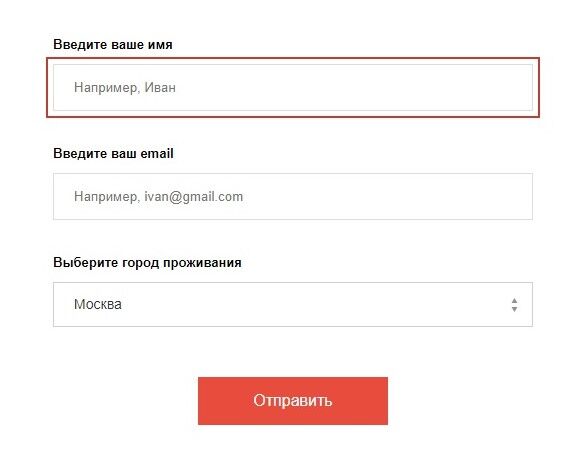 Введите ваше имя
Например, Иван
Введите ваш email
Например, ivan@gmail.com
Выберите город проживания
Москва
Отправить